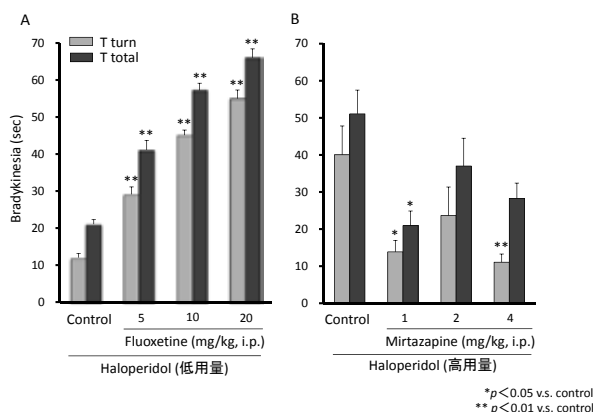 A
B
T turn
T total
Bradykinesia (sec)
70
60
50
40
30
20
10
0
**
**
**
**
**
**
Control
5
10
20
Fluoxetine (mg/kg, i.p.)
Haloperidol (低用量)
70
60
50
40
30
20
10
0
*
*
**
Control
1
2
4
Mirtazapine (mg/kg, i.p.)
Haloperidol (高用量)
*p＜0.05 v.s. control
** p＜0.01 v.s. control